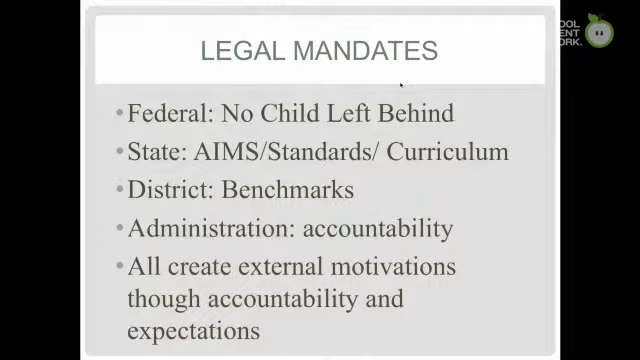 LEGAL MANDATES
•Federal: No Child Left Behind
•State: AIMS/Standards/ Curriculum
•District: Benchmarks
•Administration: accountability
•All create external motivations
though accountability and
expectations